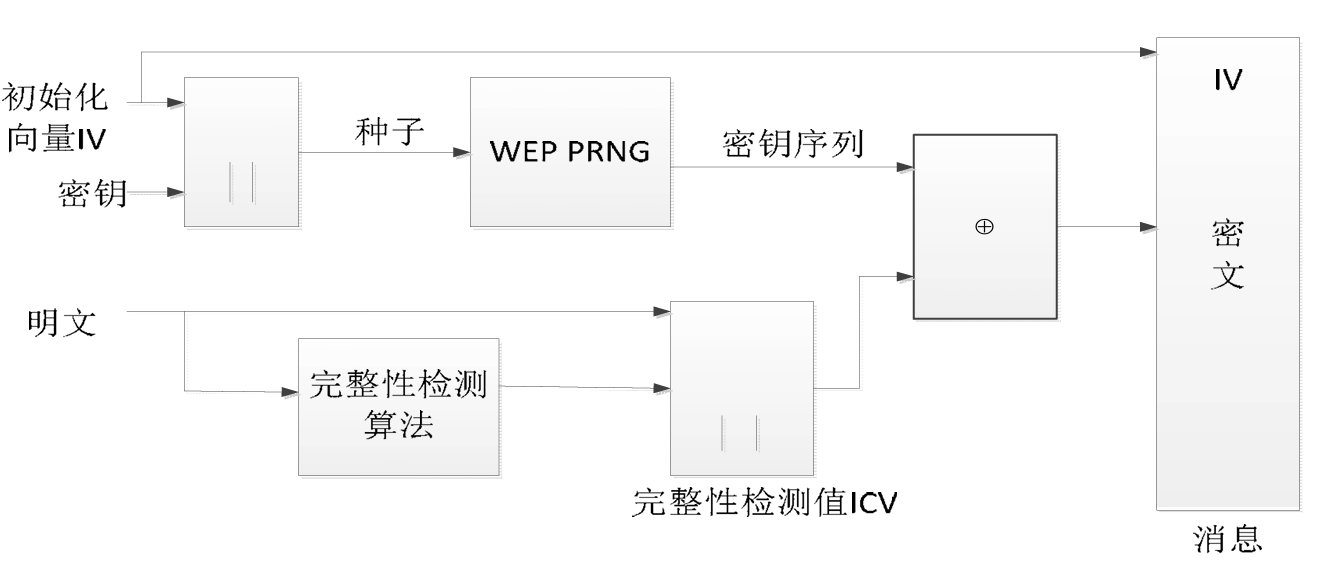 初始化
向量IV
密钥
种子
WEP PRNG
密钥序列
||
⊕
IV
密
文
明文
完整性检测
算法
||
完整性检测值ICV
消息